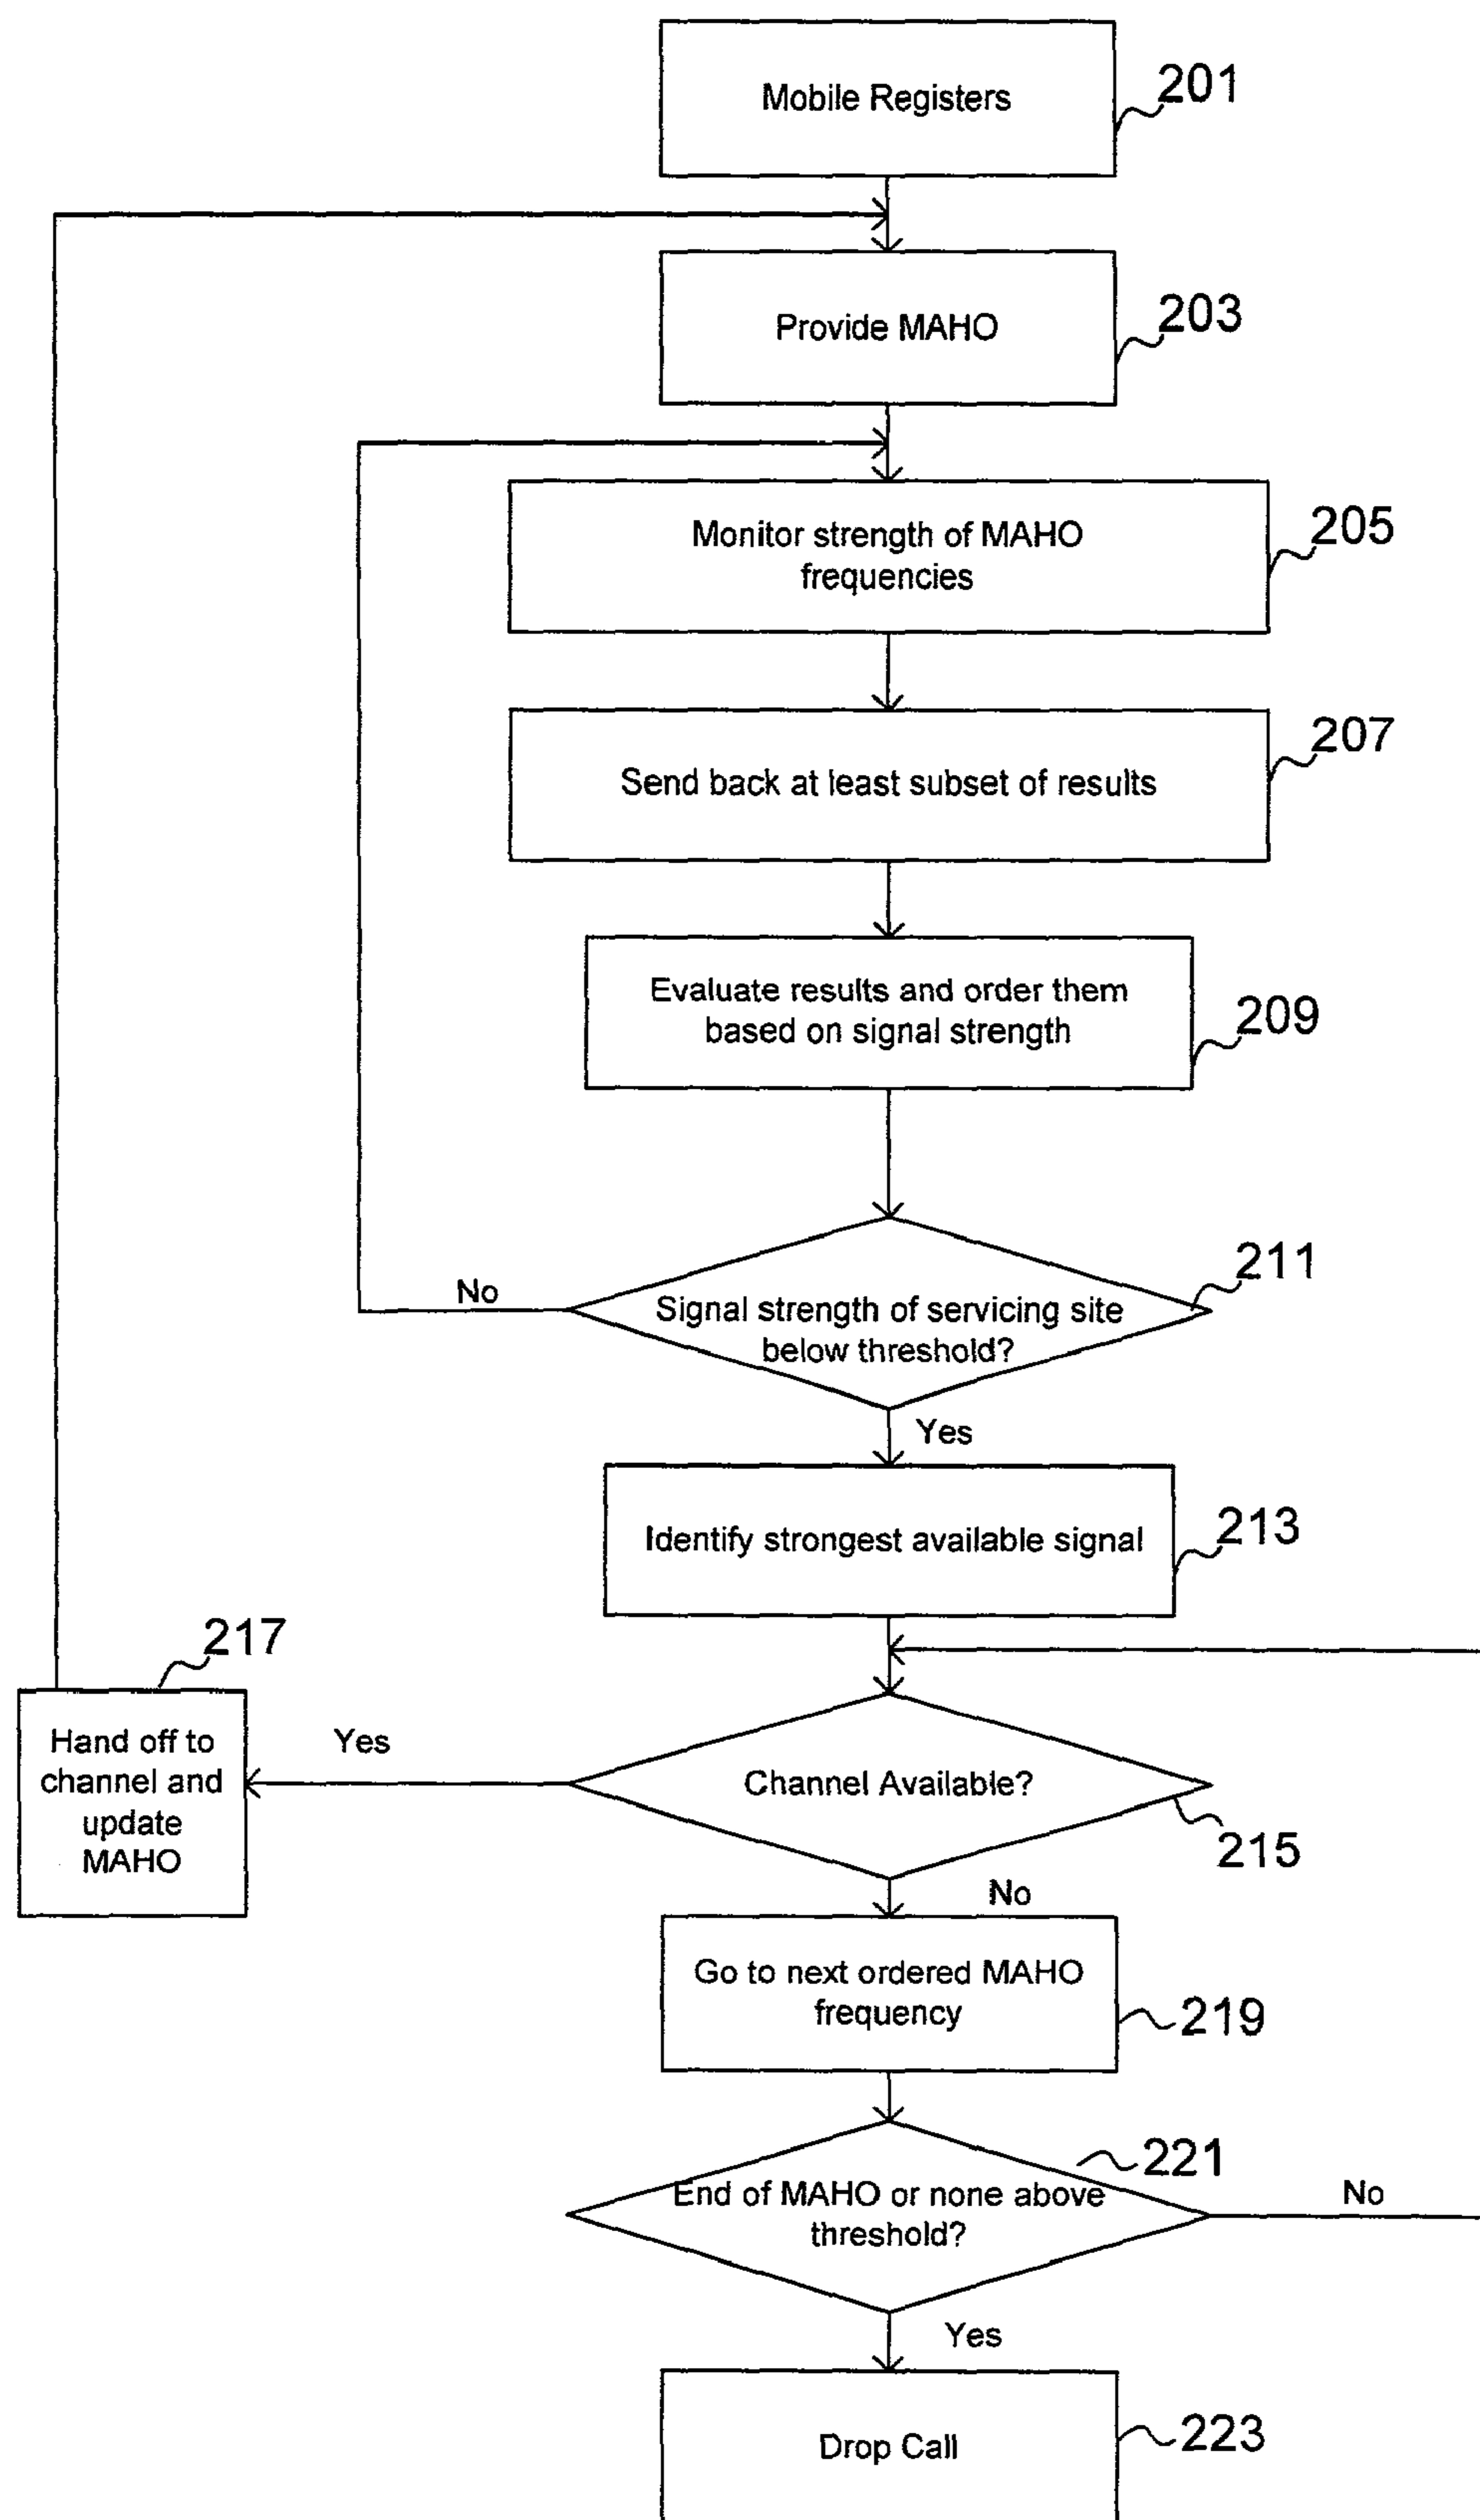 Mobile Registers
201
Provide MAHO
203
Monitor strength of MAHO
frequencies
205
Send back at least subset of results
207
Evaluate results and order them
based on signal strength
209
211
No
Signal strength of servicing site
below threshold?
Yes
Identify strongest available signal
213
217
Hand off to
channel and
update
MAHO
Yes
Channel Available?
215
No
Go to next ordered MAHO
frequency
219
221
End of MAHO or none above
threshold?
No
Yes
Drop Call
223